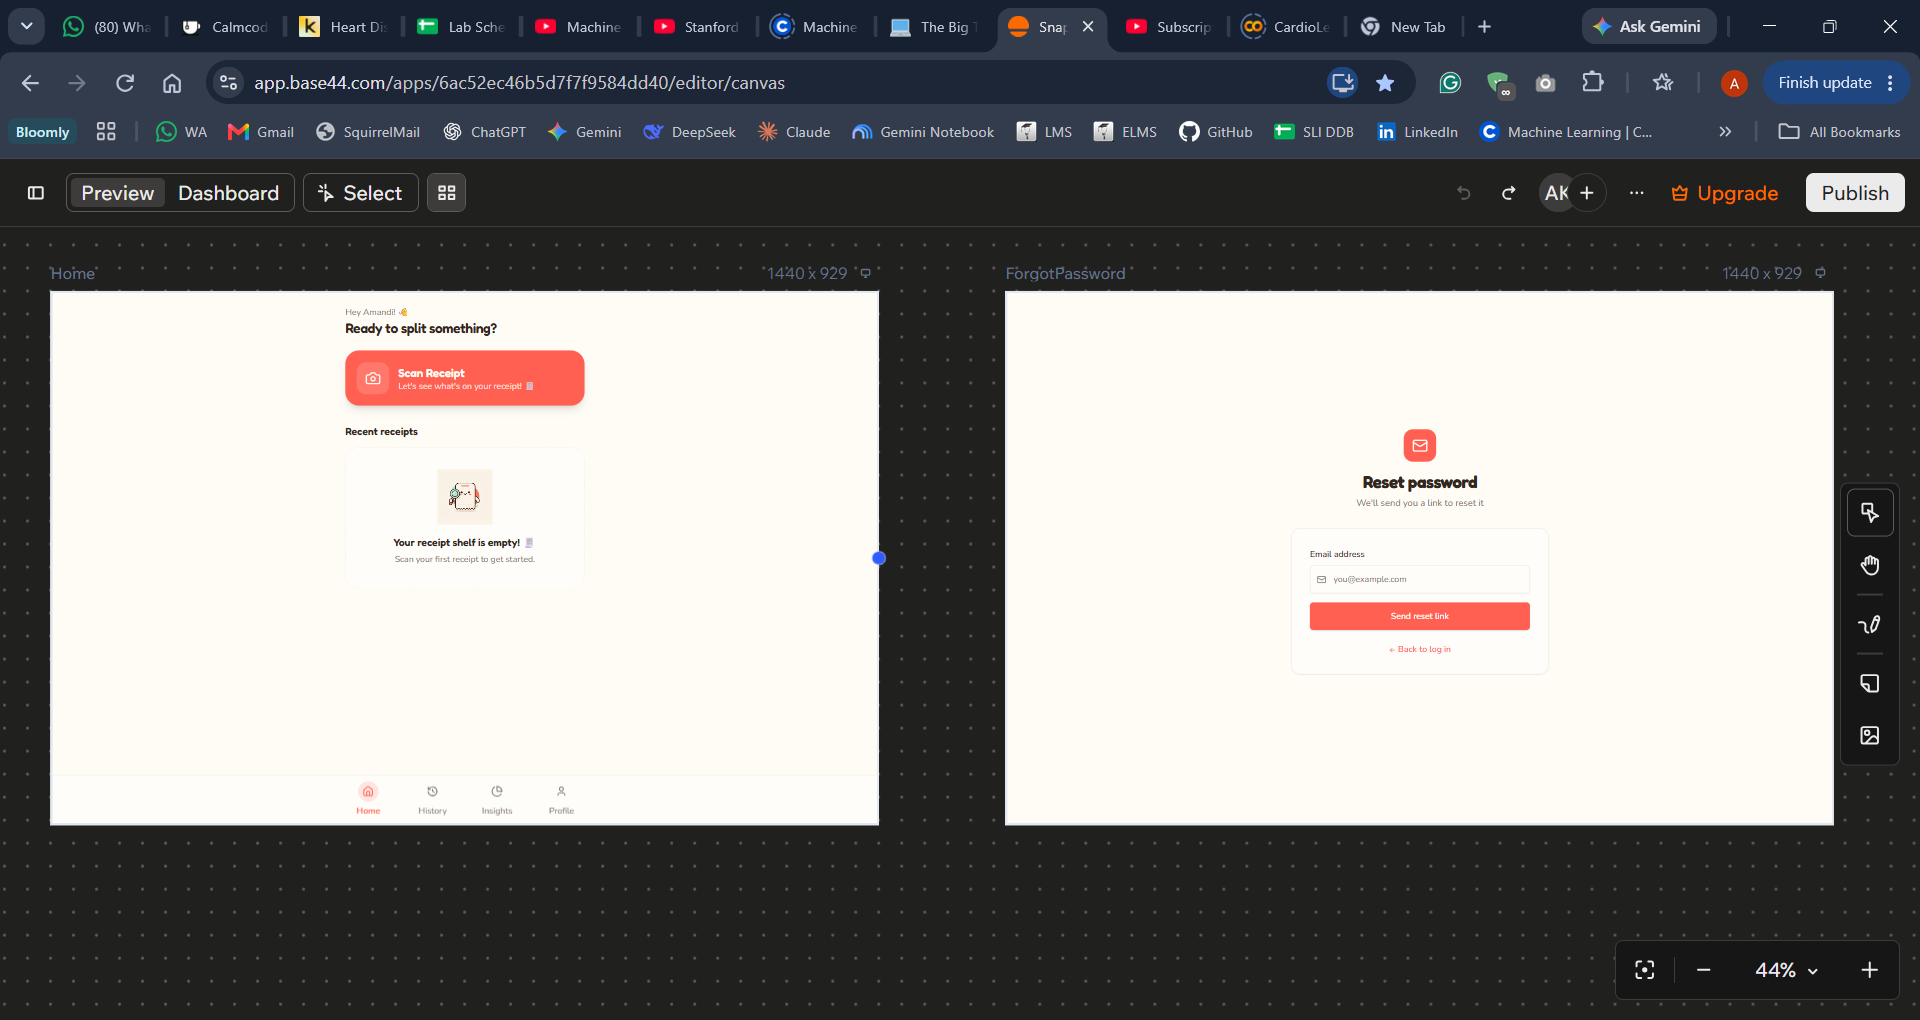 (80) Wha
Calmcod
Heart Dis
Lab Sche
Machine
Stanford
Machine
The Big T
Snap
Subscrip
CardioLe
New Tab
Ask Gemini
app.base44.com/apps/6ac52ec46b5d7f7f9584dd40/editor/canvas
A
Finish update
Bloomly
WA
Gmail
SquirrelMail
ChatGPT
Gemini
DeepSeek
Claude
Gemini Notebook
LMS
ELMS
GitHub
SLI DDB
LinkedIn
Machine Learning | C...
All Bookmarks
Preview
Dashboard
Select
AK
Upgrade
Publish
Home
1440 x 929
ForgotPassword
1440 x 929
Hey Amandi! 👋
Ready to split something?
Scan Receipt
Let's see what's on your receipt! 🧾
Recent receipts
Your receipt shelf is empty! 🧾
Scan your first receipt to get started.
Home
History
Insights
Profile
Reset password
We'll send you a link to reset it
Email address
you@example.com
Send reset link
← Back to log in
44%